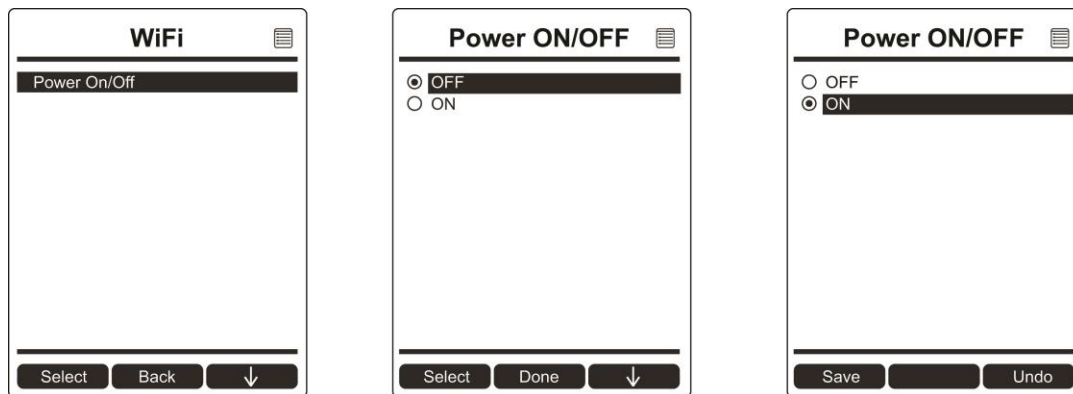 WiFi
Power On/Off
Select Back ↓
Power ON/OFF
OFF
ON
Select Done ↓
Power ON/OFF
OFF
ON
Save Undo